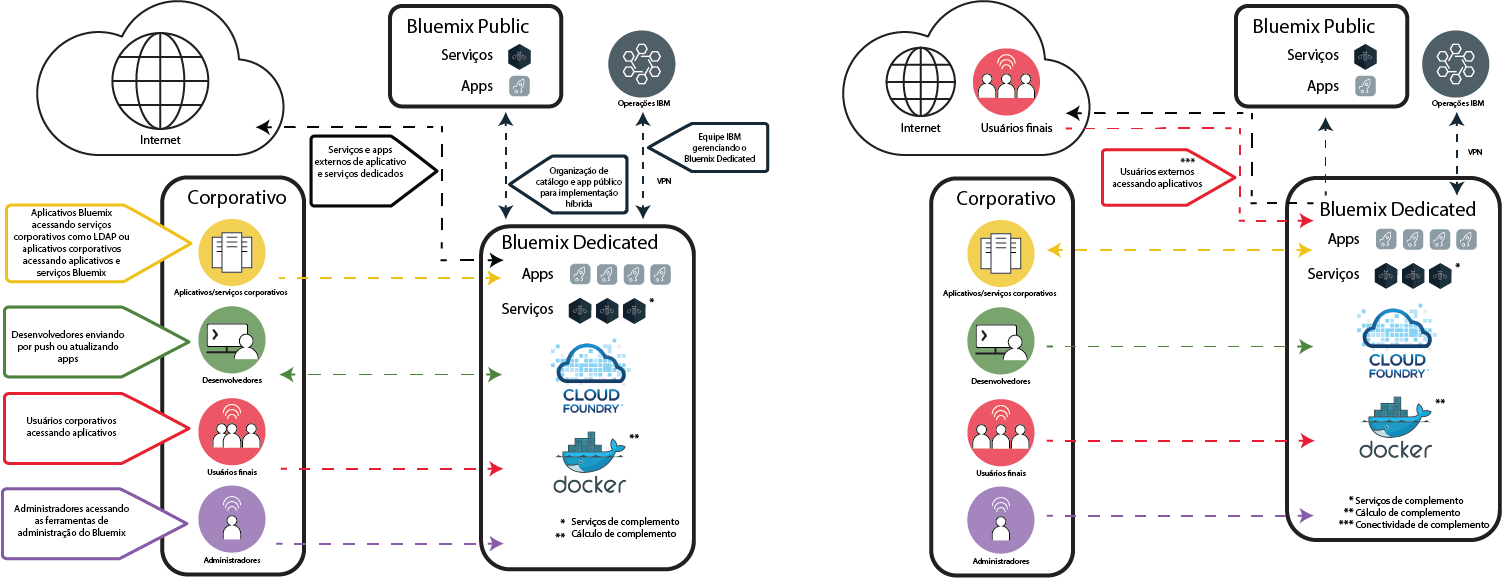 Internet
Bluemix Public
Serviços
Apps
Operações IBM
Serviços e apps
externos de aplicativo
e serviços dedicados
Organização de
catálogo e app público
para implementação
híbrida
Equipe IBM
gerenciando o
Bluemix Dedicated
VPN
Aplicativos Bluemix
acessando serviços
corporativos como LDAP ou
aplicativos corporativos
acessando aplicativos e
serviços Bluemix
Desenvolvedores enviando
por push ou atualizando
apps
Usuários corporativos
acessando aplicativos
Administradores acessando
as ferramentas de
administração do Bluemix
Corporativo
Aplicativos/serviços corporativos
Desenvolvedores
Usuários finais
Administradores
Bluemix Dedicated
Apps
Serviços *
CLOUD
FOUNDRY™
**
docker
* Serviços de complemento
** Cálculo de complemento
Internet
Usuários finais
Bluemix Public
Serviços
Apps
Operações IBM
***
Usuários externos
acessando aplicativos
VPN
Corporativo
Aplicativos/serviços corporativos
Desenvolvedores
Usuários finais
Administradores
Bluemix Dedicated
Apps
Serviços *
CLOUD
FOUNDRY™
**
docker
* Serviços de complemento
** Cálculo de complemento
*** Conectividade de complemento